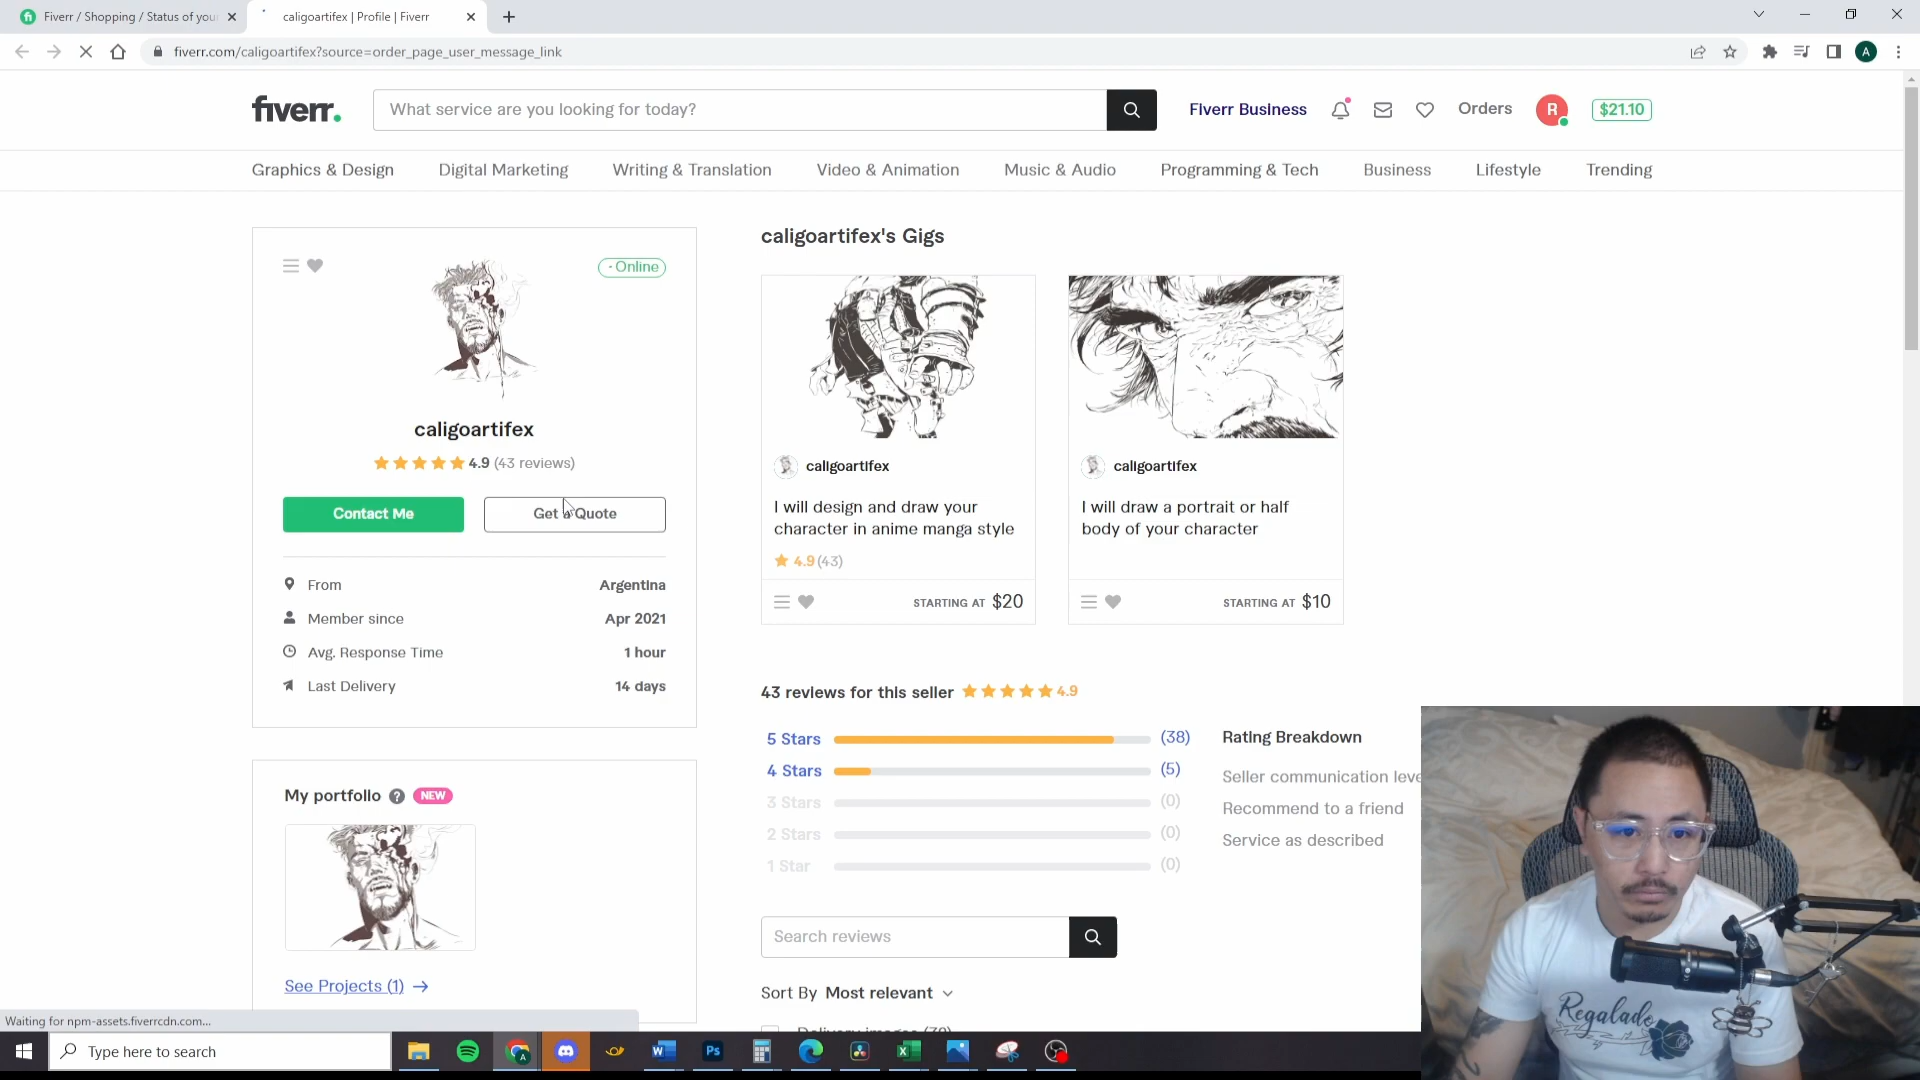 Fiverr / Shopping / Status of you
caligoartifex | Profile | Fiverr
fiverr.com/caligoartifex?source=order_page_user_message_link
A
fiverr.
What service are you looking for today?
Fiverr Business
Orders
R
$21.10
Graphics & Design
Digital Marketing
Writing & Translation
Video & Animation
Music & Audio
Programming & Tech
Business
Lifestyle
Trending
Online
caligoartifex
4.9 (43 reviews)
Contact Me
Get a Quote
From Argentina
Member since Apr 2021
Avg. Response Time 1 hour
Last Delivery 14 days
My portfolio ? NEW
See Projects (1) →
caligoartifex's Gigs
caligoartifex
I will design and draw your
character in anime manga style
4.9 (43)
STARTING AT $20
caligoartifex
I will draw a portrait or half
body of your character
STARTING AT $10
43 reviews for this seller 4.9
5 Stars (38)
4 Stars (5)
3 Stars (0)
2 Stars (0)
1 Star (0)
Rating Breakdown
Seller communication leve
Recommend to a friend
Service as described
Search reviews
Sort By Most relevant
Regalado
Waiting for npm-assets.fiverrcdn.com...
Type here to search